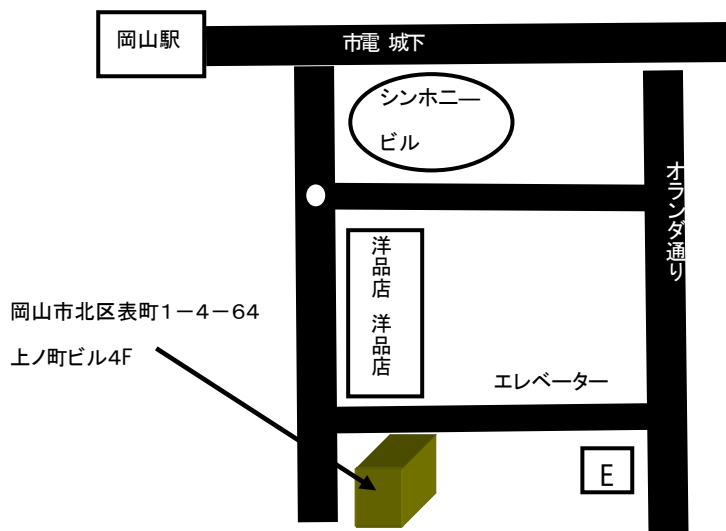 岡山駅
市電 城下
シンホニー
ビル
オランダ通り
洋品店 洋品店
岡山市北区表町1－4－64
上ノ町ビル4F
エレベーター
E